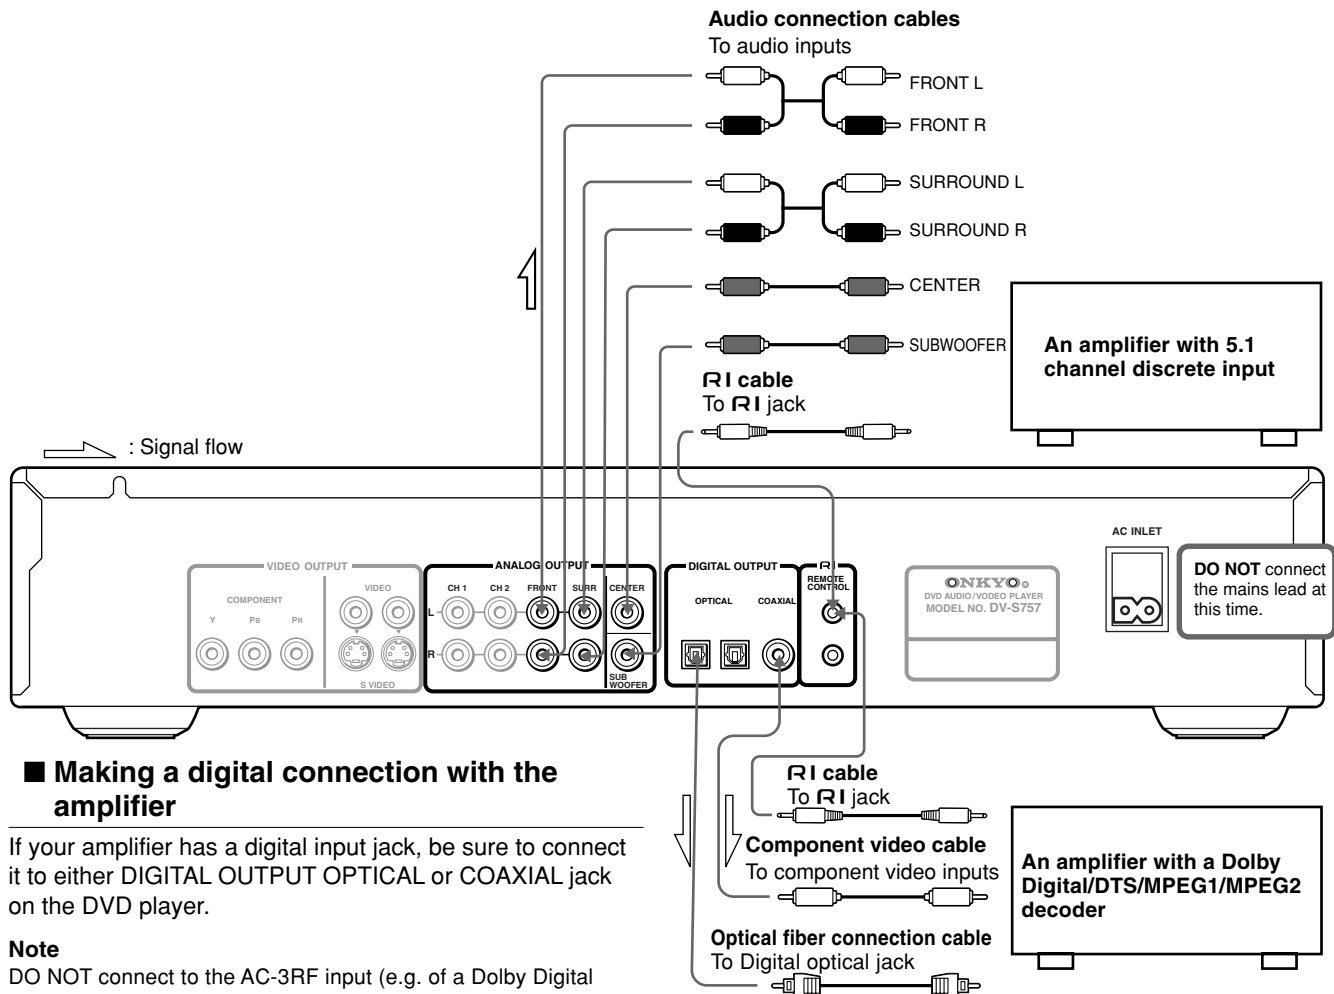 Audio connection cables
To audio inputs
FRONT L
FRONT R
SURROUND L
SURROUND R
CENTER
SUBWOOFER
An amplifier with 5.1
channel discrete input
RI cable
To RI jack
: Signal flow
AC INLET
DO NOT connect
the mains lead at
this time.
VIDEO OUTPUT
COMPONENT
Y PB PR
VIDEO
S VIDEO
ANALOG OUTPUT
CH 1 CH 2 FRONT SURR CENTER
L
R
SUB
WOOFER
DIGITAL OUTPUT
OPTICAL COAXIAL
RI
REMOTE
CONTROL
ONKYO®
DVD AUDIO/VODEO PLAYER
MODEL NO. DV-S757
■ Making a digital connection with the
amplifier
If your amplifier has a digital input jack, be sure to connect
it to either DIGITAL OUTPUT OPTICAL or COAXIAL jack
on the DVD player.
Note
DO NOT connect to the AC-3RF input (e.g. of a Dolby Digital
RI cable
To RI jack
Component video cable
To component video inputs
Optical fiber connection cable
To Digital optical jack
An amplifier with a Dolby
Digital/DTS/MPEG1/MPEG2
decoder